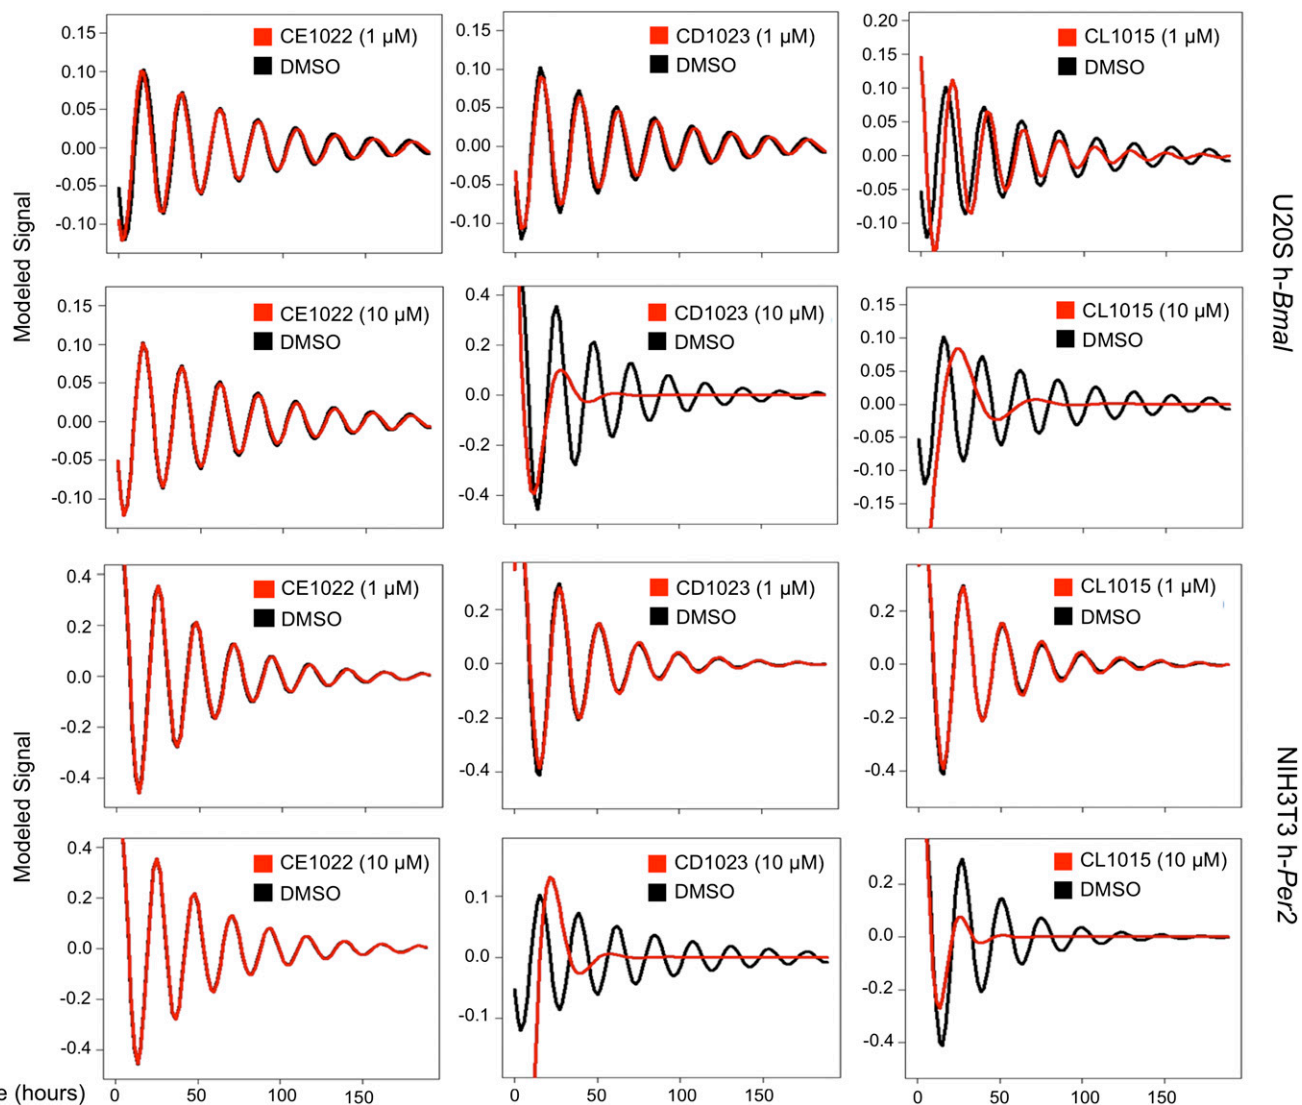 0.15
0.10
0.05
0.00
-0.05
-0.10
CE1022 (1 µM)
DMSO
0.15
0.10
0.05
0.00
-0.05
-0.10
CD1023 (1 µM)
DMSO
0.20
0.15
0.10
0.05
0.00
-0.05
-0.10
CL1015 (1 µM)
DMSO
Modeled Signal
U20S h-Bmal
0.15
0.10
0.05
0.00
-0.05
-0.10
CE1022 (10 µM)
DMSO
0.4
0.2
0.0
-0.2
-0.4
CD1023 (10 µM)
DMSO
0.15
0.10
0.05
0.00
-0.05
-0.10
-0.15
CL1015 (10 µM)
DMSO
0.4
0.2
0.0
-0.2
-0.4
CE1022 (1 µM)
DMSO
0.2
0.0
-0.2
-0.4
CD1023 (1 µM)
DMSO
0.2
0.0
-0.2
-0.4
CL1015 (1 µM)
DMSO
Modeled Signal
NIH3T3 h-Per2
0.4
0.2
0.0
-0.2
-0.4
CE1022 (10 µM)
DMSO
0.1
0.0
-0.1
CD1023 (10 µM)
DMSO
0.2
0.0
-0.2
-0.4
CL1015 (10 µM)
DMSO
e (hours)
0 50 100 150
0 50 100 150
0 50 100 150